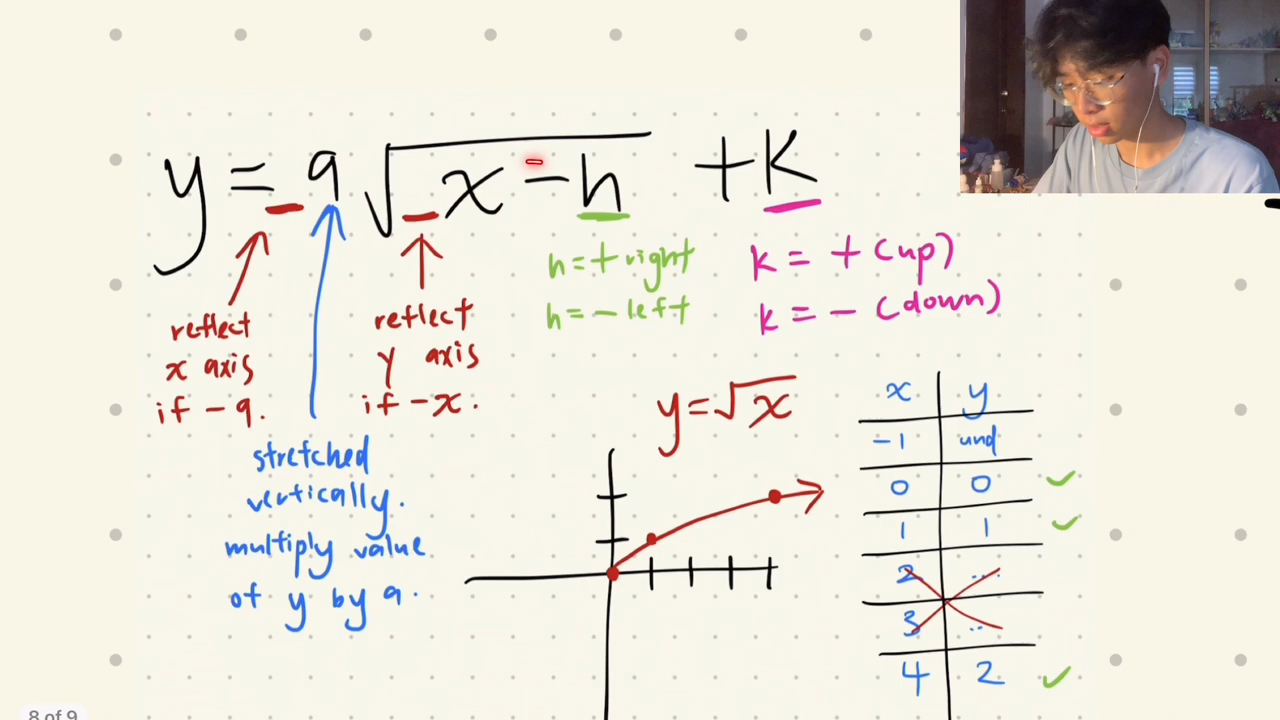 y = a √x - h + k
reflect
x axis
if - a.
reflect
y axis
if - x.
h = + right
h = - left
k = + (up)
k = - (down)
stretched
vertically.
multiply value
of y by a.
y = √x
x y
-1 und
0 0
1 1
2 ...
3 ..
4 2
8 of 9